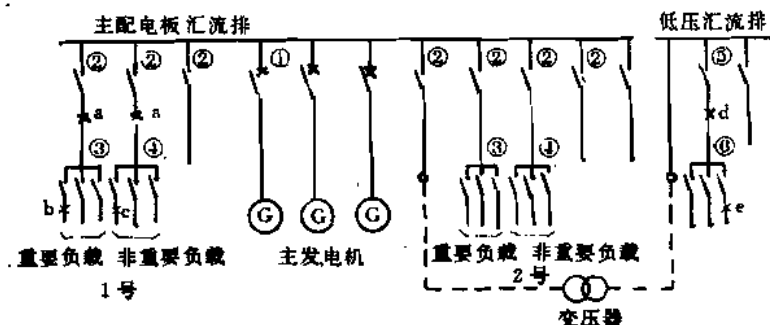 主配电板汇流排 低压汇流排
② ② ② ① ② ② ② ② ⑤
a a d
③ ④ ③ ④ ⑥
b c e
G G G
重要负载 非重要负载 主发电机 重要负载 非重要负载
1号 2号
变压器